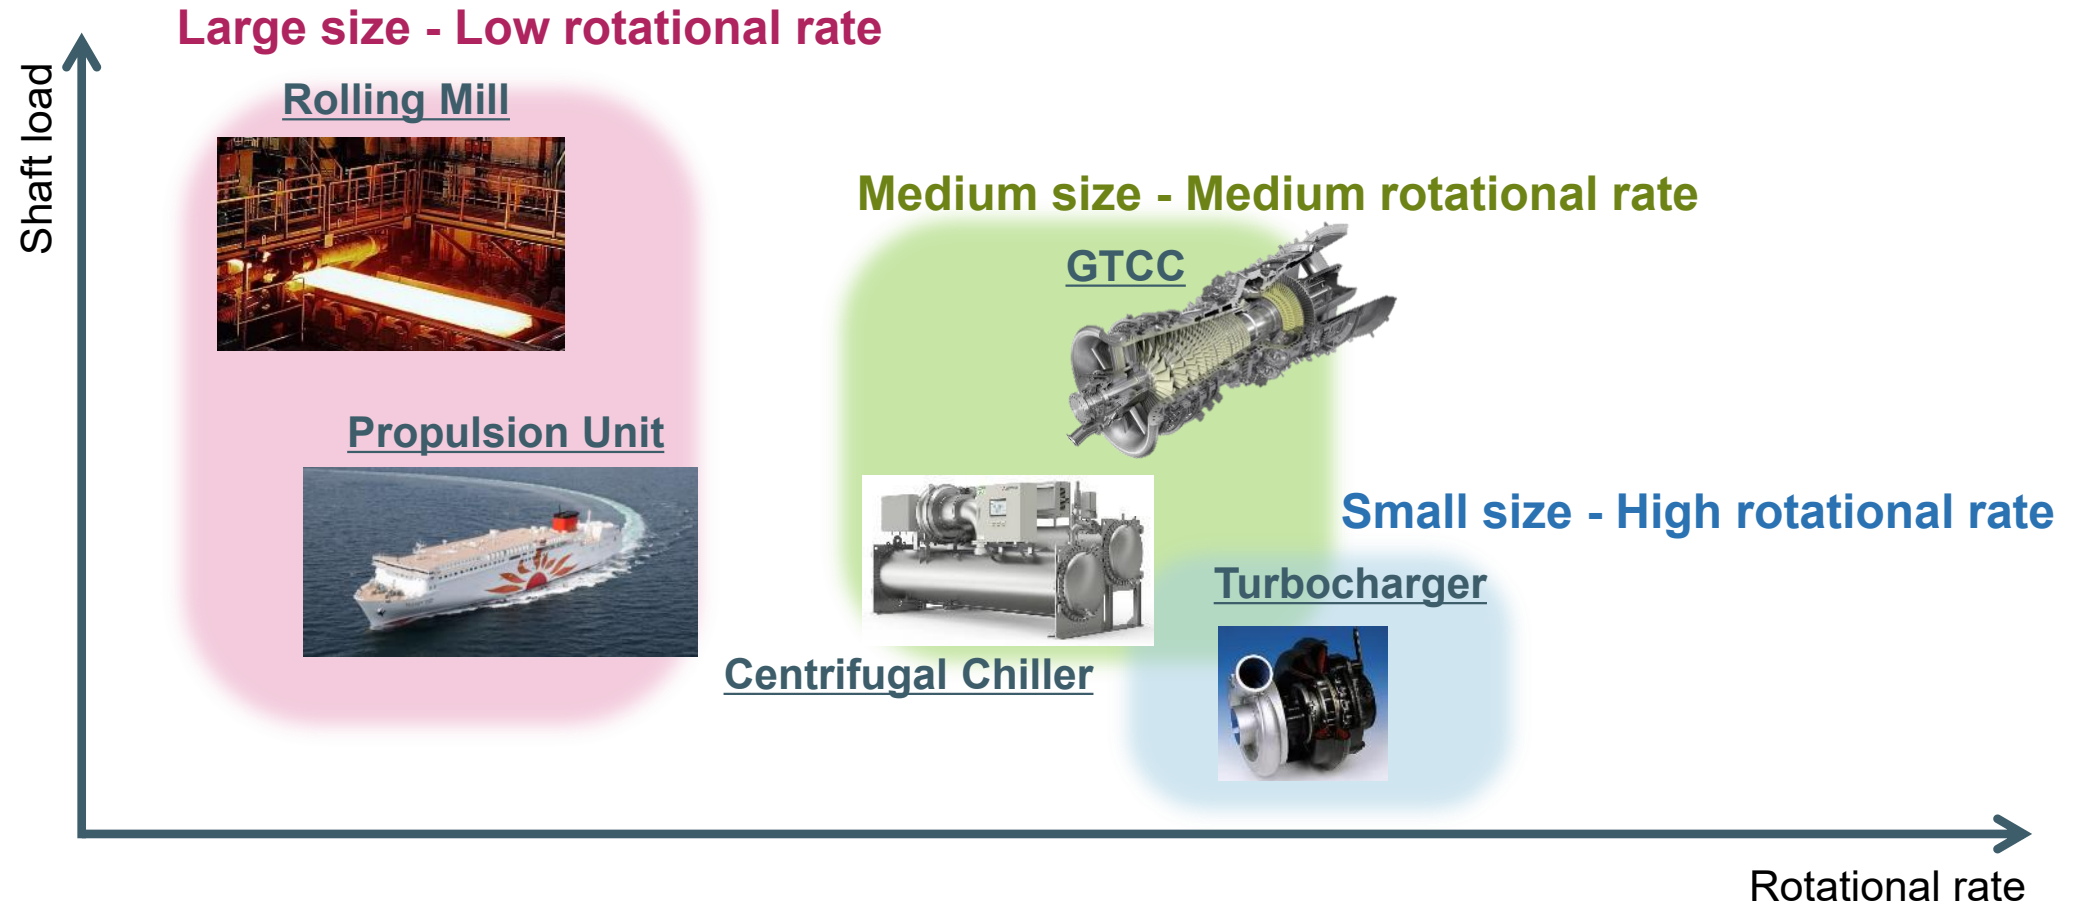 Large size - Low rotational rate
Shaft load
Rolling Mill
Medium size - Medium rotational rate
GTCC
Propulsion Unit
Small size - High rotational rate
Turbocharger
Centrifugal Chiller
Rotational rate